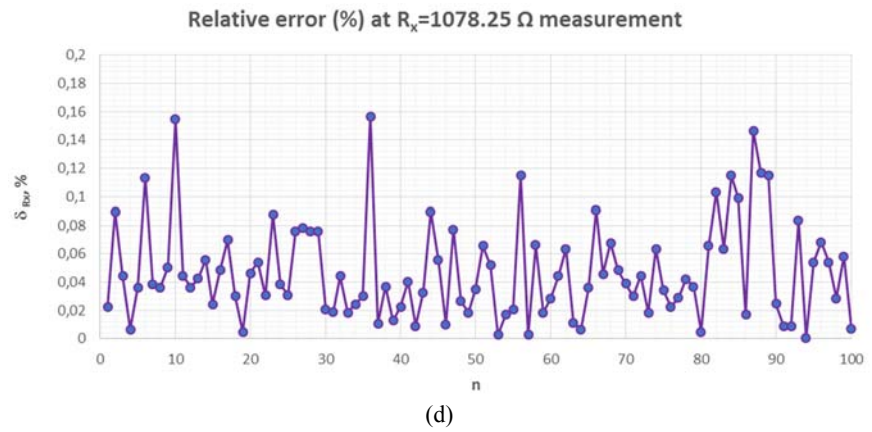 Relative error (%) at Rx=1078.25 Ω measurement
0,2
0,18
0,16
0,14
0,12
0,1
0,08
0,06
0,04
0,02
0
δ Rx, %
0 10 20 30 40 50 60 70 80 90 100
n
(d)